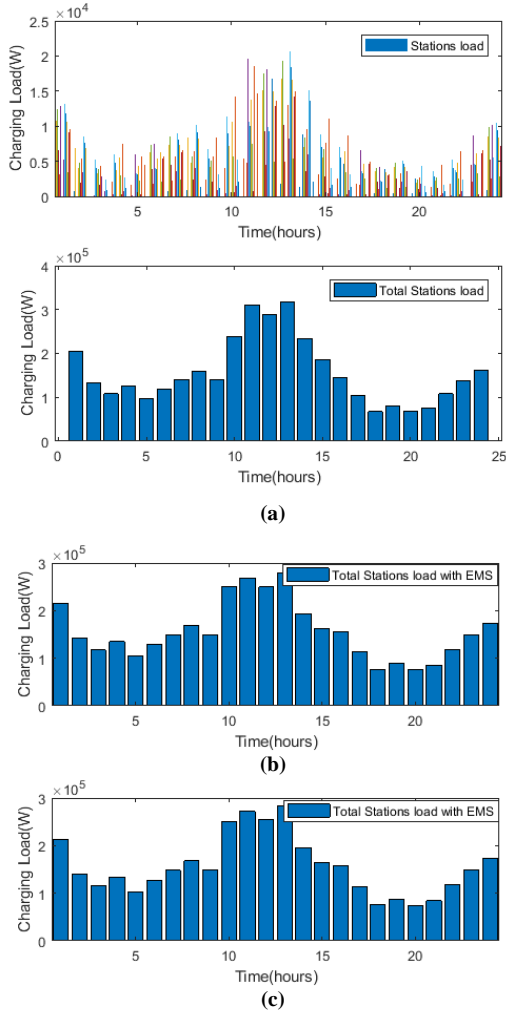 ×10⁴
2.5
2
1.5
1
0.5
0
Charging Load(W)
Stations load
5 10 15 20
Time(hours)
×10⁵
4
3
2
1
0
Charging Load(W)
Total Stations load
0 5 10 15 20 25
Time(hours)
(a)
×10⁵
3
2
1
0
Charging Load(W)
Total Stations load with EMS
5 10 15 20
Time(hours)
(b)
×10⁵
3
2
1
0
Charging Load(W)
Total Stations load with EMS
5 10 15 20
Time(hours)
(c)